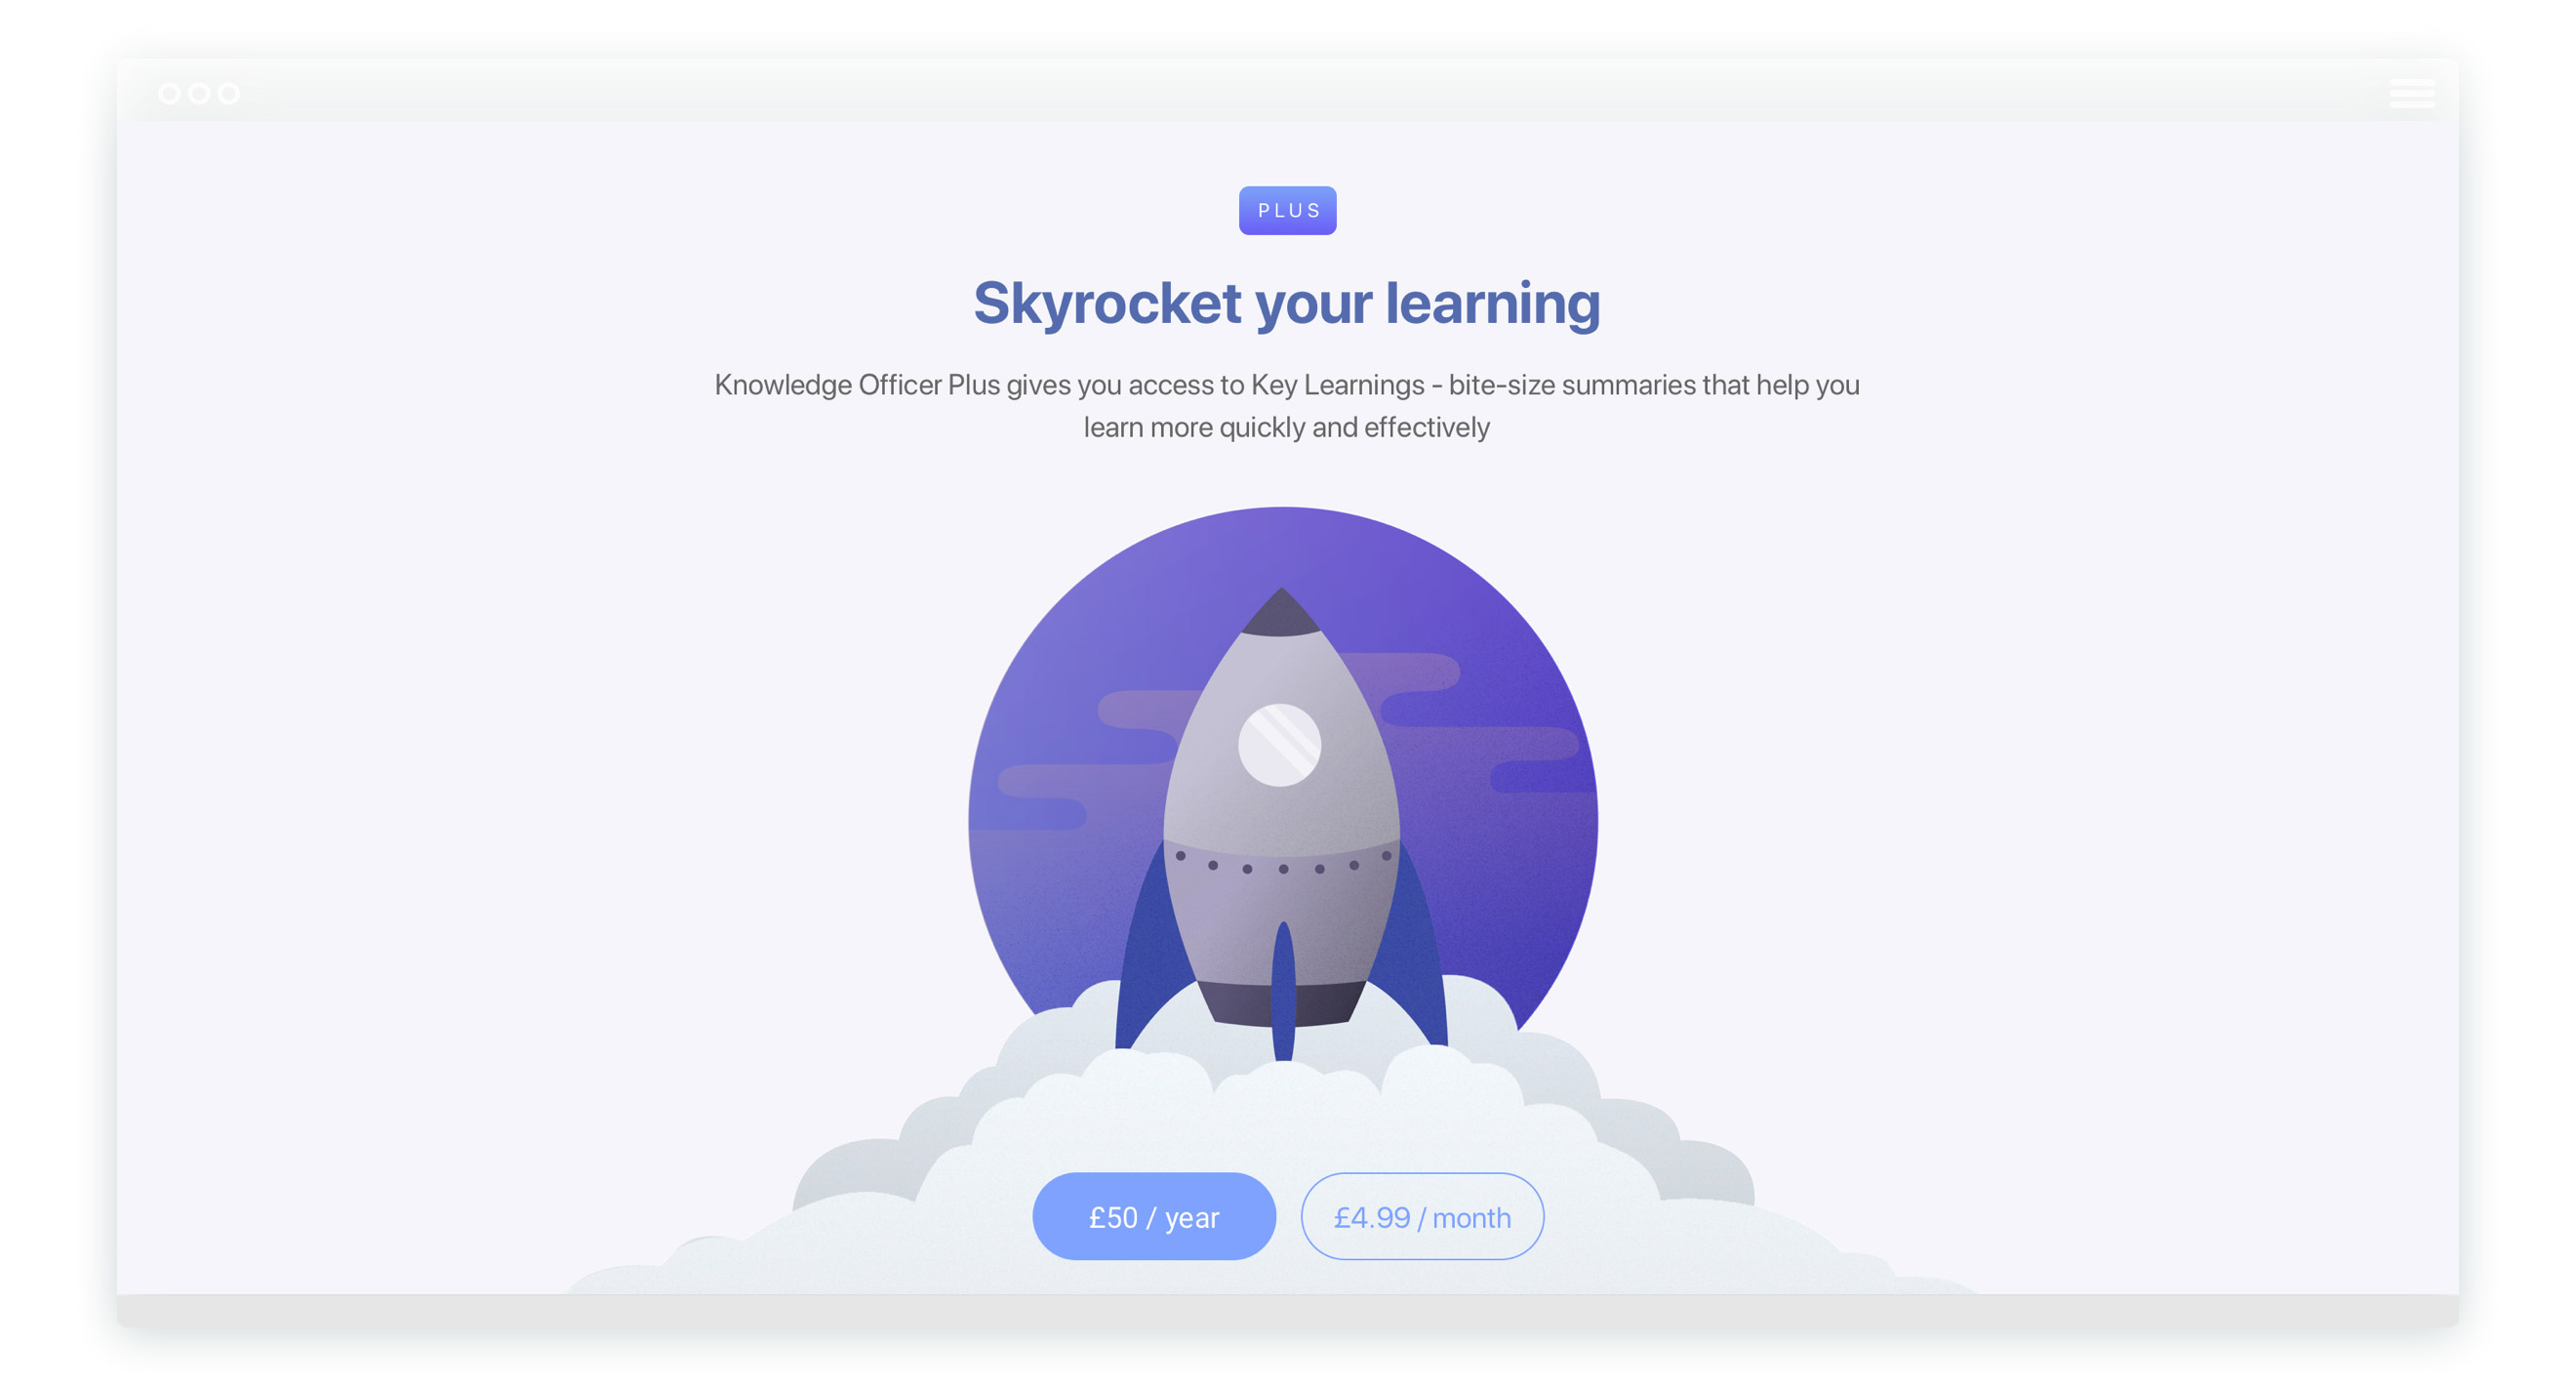 PLUS
Skyrocket your learning
Knowledge Officer Plus gives you access to Key Learnings - bite-size summaries that help you
learn more quickly and effectively
£50 / year
£4.99 / month